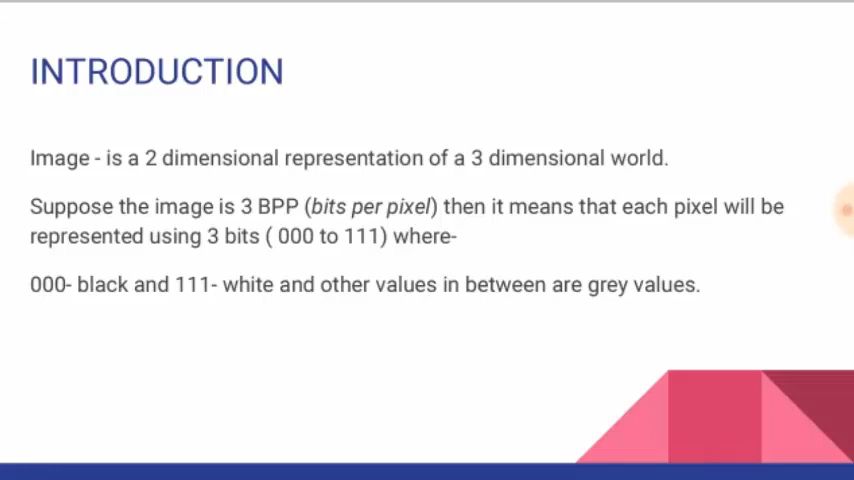 INTRODUCTION
Image - is a 2 dimensional representation of a 3 dimensional world.
Suppose the image is 3 BPP (bits per pixel) then it means that each pixel will be
represented using 3 bits ( 000 to 111) where-
000- black and 111- white and other values in between are grey values.